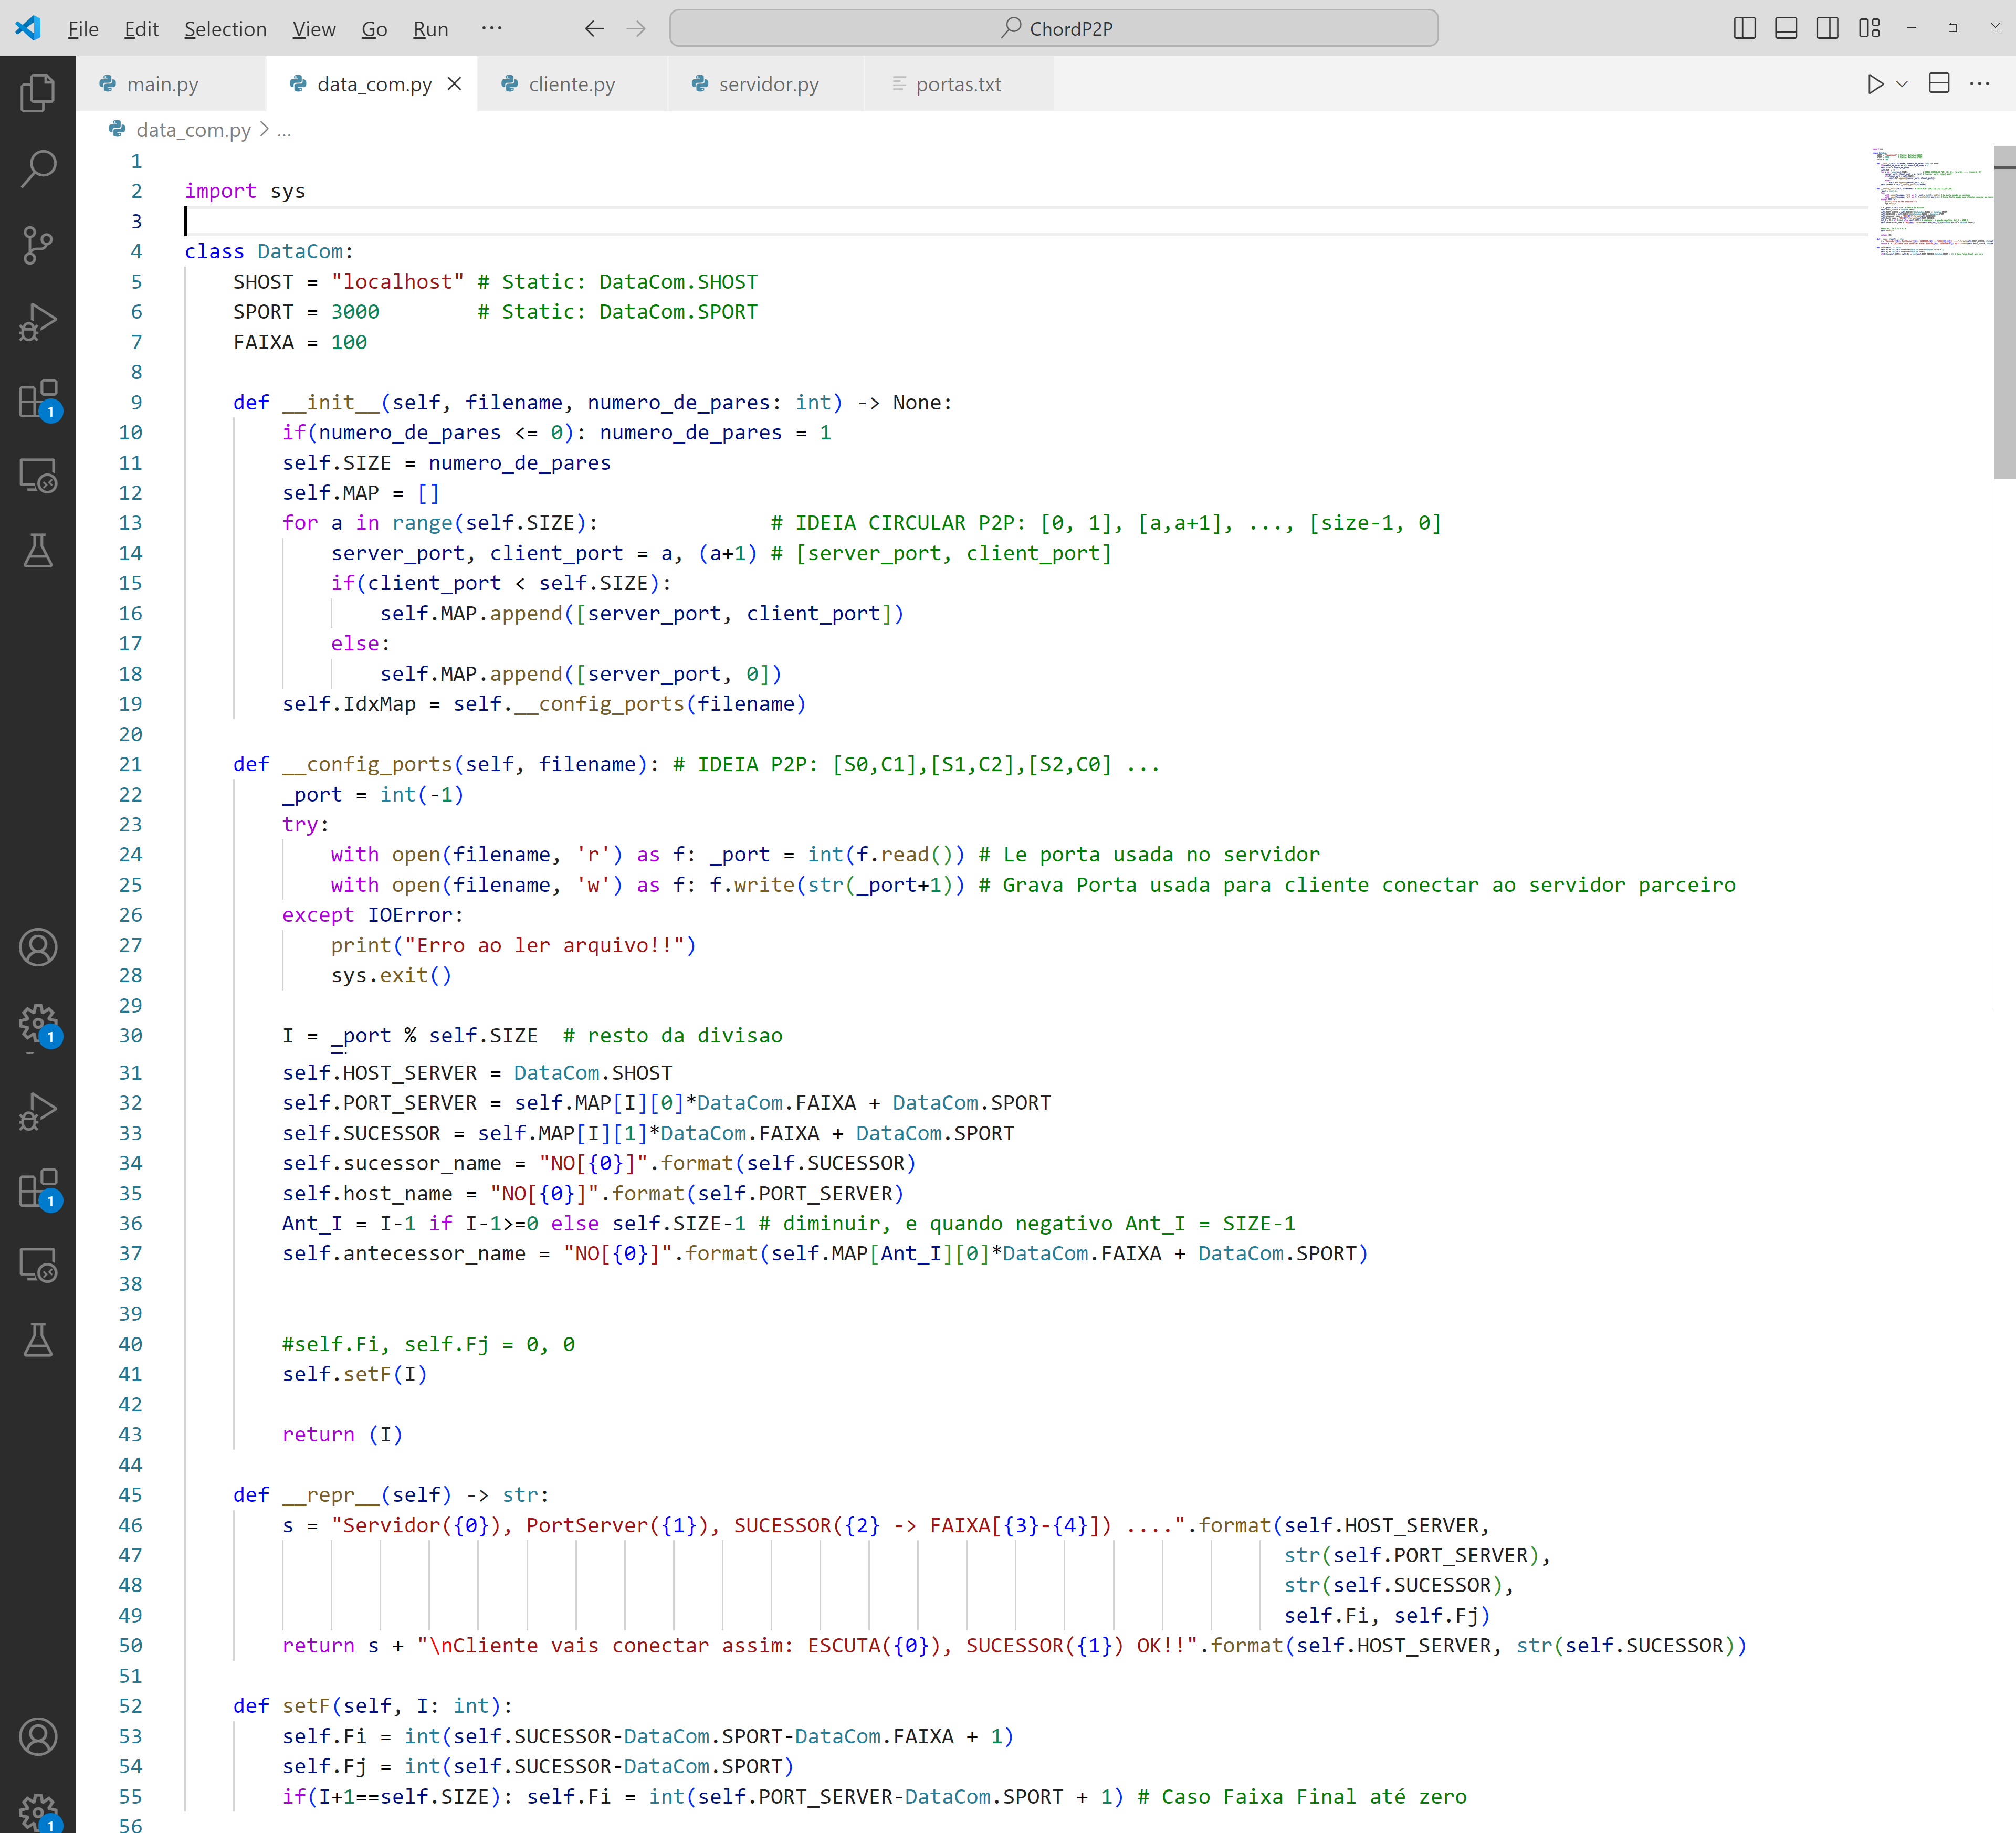 File Edit Selection View Go Run ··· ChordP2P
main.py data_com.py cliente.py servidor.py portas.txt
data_com.py > ...
1
2 import sys
3
4 class DataCom:
5     SHOST = "localhost" # Static: DataCom.SHOST
6     SPORT = 3000        # Static: DataCom.SPORT
7     FAIXA = 100
8
9     def __init__(self, filename, numero_de_pares: int) -> None:
10         if(numero_de_pares <= 0): numero_de_pares = 1
11         self.SIZE = numero_de_pares
12         self.MAP = []
13         for a in range(self.SIZE):              # IDEIA CIRCULAR P2P: [0, 1], [a,a+1], ..., [size-1, 0]
14             server_port, client_port = a, (a+1) # [server_port, client_port]
15             if(client_port < self.SIZE):
16                 self.MAP.append([server_port, client_port])
17             else:
18                 self.MAP.append([server_port, 0])
19         self.IdxMap = self.__config_ports(filename)
20
21     def __config_ports(self, filename): # IDEIA P2P: [S0,C1],[S1,C2],[S2,C0] ...
22         _port = int(-1)
23         try:
24             with open(filename, 'r') as f: _port = int(f.read()) # Le porta usada no servidor
25             with open(filename, 'w') as f: f.write(str(_port+1)) # Grava Porta usada para cliente conectar ao servidor parceiro
26         except IOError:
27             print("Erro ao ler arquivo!!")
28             sys.exit()
29
30         I = _port % self.SIZE  # resto da divisao
31         self.HOST_SERVER = DataCom.SHOST
32         self.PORT_SERVER = self.MAP[I][0]*DataCom.FAIXA + DataCom.SPORT
33         self.SUCESSOR = self.MAP[I][1]*DataCom.FAIXA + DataCom.SPORT
34         self.sucessor_name = "NO[{0}]".format(self.SUCESSOR)
35         self.host_name = "NO[{0}]".format(self.PORT_SERVER)
36         Ant_I = I-1 if I-1>=0 else self.SIZE-1 # diminuir, e quando negativo Ant_I = SIZE-1
37         self.antecessor_name = "NO[{0}]".format(self.MAP[Ant_I][0]*DataCom.FAIXA + DataCom.SPORT)
38
39
40         #self.Fi, self.Fj = 0, 0
41         self.setF(I)
42
43         return (I)
44
45     def __repr__(self) -> str:
46         s = "Servidor({0}), PortServer({1}), SUCESSOR({2} -> FAIXA[{3}-{4}]) ....".format(self.HOST_SERVER,
47                                                                                           str(self.PORT_SERVER),
48                                                                                           str(self.SUCESSOR),
49                                                                                           self.Fi, self.Fj)
50         return s + "\nCliente vais conectar assim: ESCUTA({0}), SUCESSOR({1}) OK!!".format(self.HOST_SERVER, str(self.SUCESSOR))
51
52     def setF(self, I: int):
53         self.Fi = int(self.SUCESSOR-DataCom.SPORT-DataCom.FAIXA + 1)
54         self.Fj = int(self.SUCESSOR-DataCom.SPORT)
55         if(I+1==self.SIZE): self.Fi = int(self.PORT_SERVER-DataCom.SPORT + 1) # Caso Faixa Final até zero
56
1
1
1
1